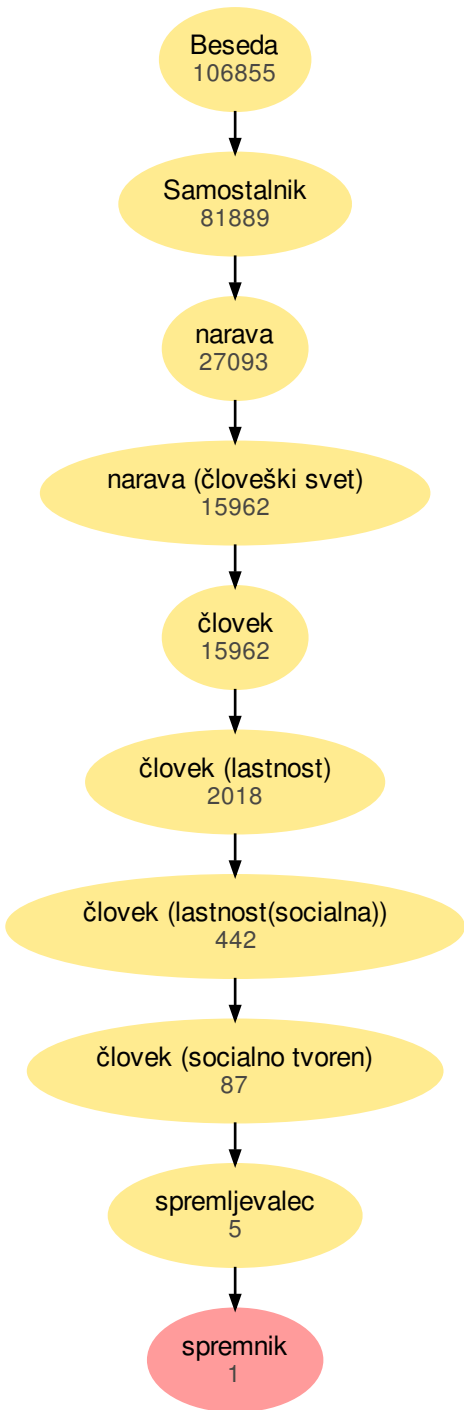 Beseda
106855
Samostalnik
81889
narava
27093
narava (človeški svet)
15962
človek
15962
človek (lastnost)
2018
človek (lastnost(socialna))
442
človek (socialno tvoren)
87
spremljevalec
5
spremnik
1